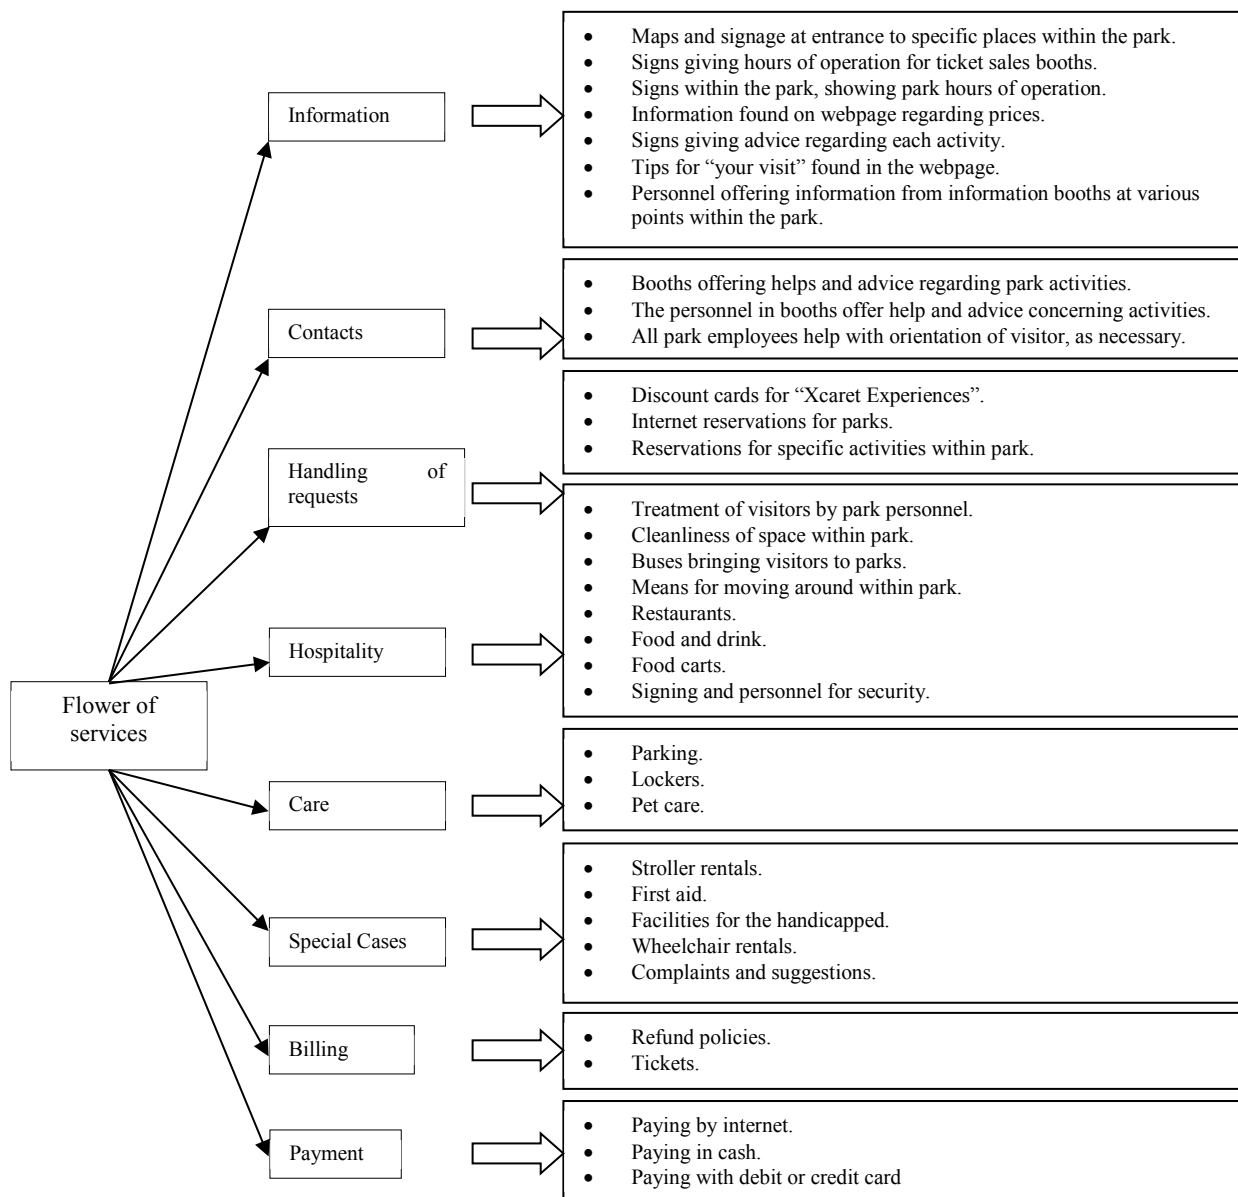 Information
• Maps and signage at entrance to specific places within the park.
• Signs giving hours of operation for ticket sales booths.
• Signs within the park, showing park hours of operation.
• Information found on webpage regarding prices.
• Signs giving advice regarding each activity.
• Tips for “your visit” found in the webpage.
• Personnel offering information from information booths at various
points within the park.
Contacts
• Booths offering helps and advice regarding park activities.
• The personnel in booths offer help and advice concerning activities.
• All park employees help with orientation of visitor, as necessary.
Handling of
requests
• Discount cards for “Xcaret Experiences”.
• Internet reservations for parks.
• Reservations for specific activities within park.
Hospitality
• Treatment of visitors by park personnel.
• Cleanliness of space within park.
• Buses bringing visitors to parks.
• Means for moving around within park.
• Restaurants.
• Food and drink.
• Food carts.
• Signing and personnel for security.
Flower of
services
Care
• Parking.
• Lockers.
• Pet care.
Special Cases
• Stroller rentals.
• First aid.
• Facilities for the handicapped.
• Wheelchair rentals.
• Complaints and suggestions.
Billing
• Refund policies.
• Tickets.
Payment
• Paying by internet.
• Paying in cash.
• Paying with debit or credit card